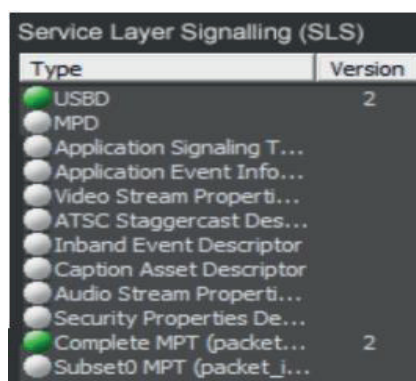 Service Layer Signalling (SLS)
Type Version
USBD 2
MPD
Application Signaling T...
Application Event Info...
Video Stream Properti...
ATSC Staggercast Des...
Inband Event Descriptor
Caption Asset Descriptor
Audio Stream Properti...
Security Properties De...
Complete MPT (packet... 2
Subset0 MPT (packet_i...